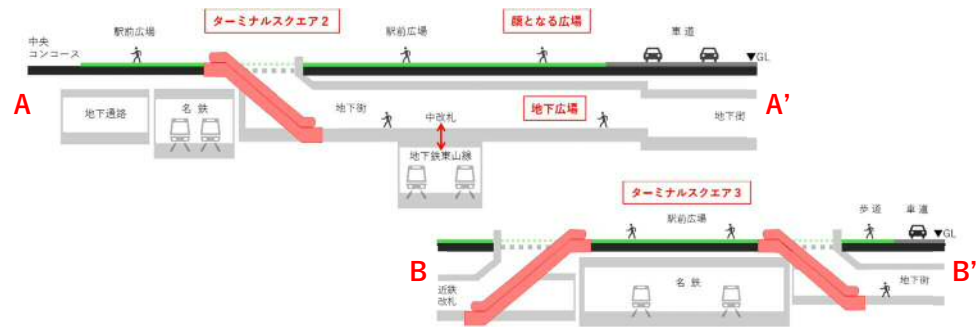 ターミナルスクエア2
顔となる広場
駅前広場
駅前広場
車道
中央
コンコース
▼GL
A
A'
地下通路
名鉄
地下街
中改札
地下広場
地下街
地下鉄東山線
ターミナルスクエア3
駅前広場
歩道
車道
▼GL
B
B'
近鉄
改札
名鉄
地下街